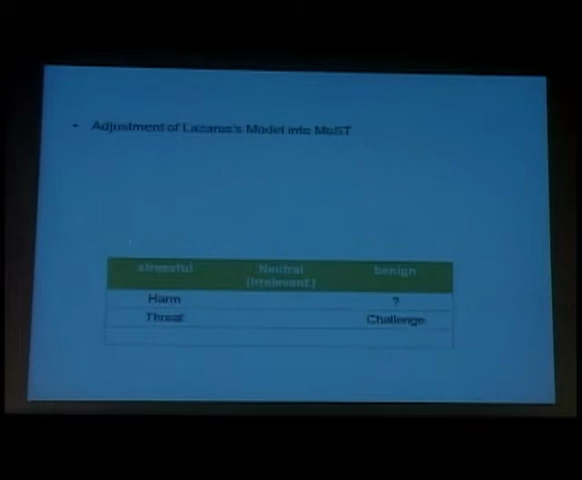 • Adjustment of Lazarus's Model into MoST
stressful Neutral benign
(irrelevant)
Harm ?
Threat Challenge